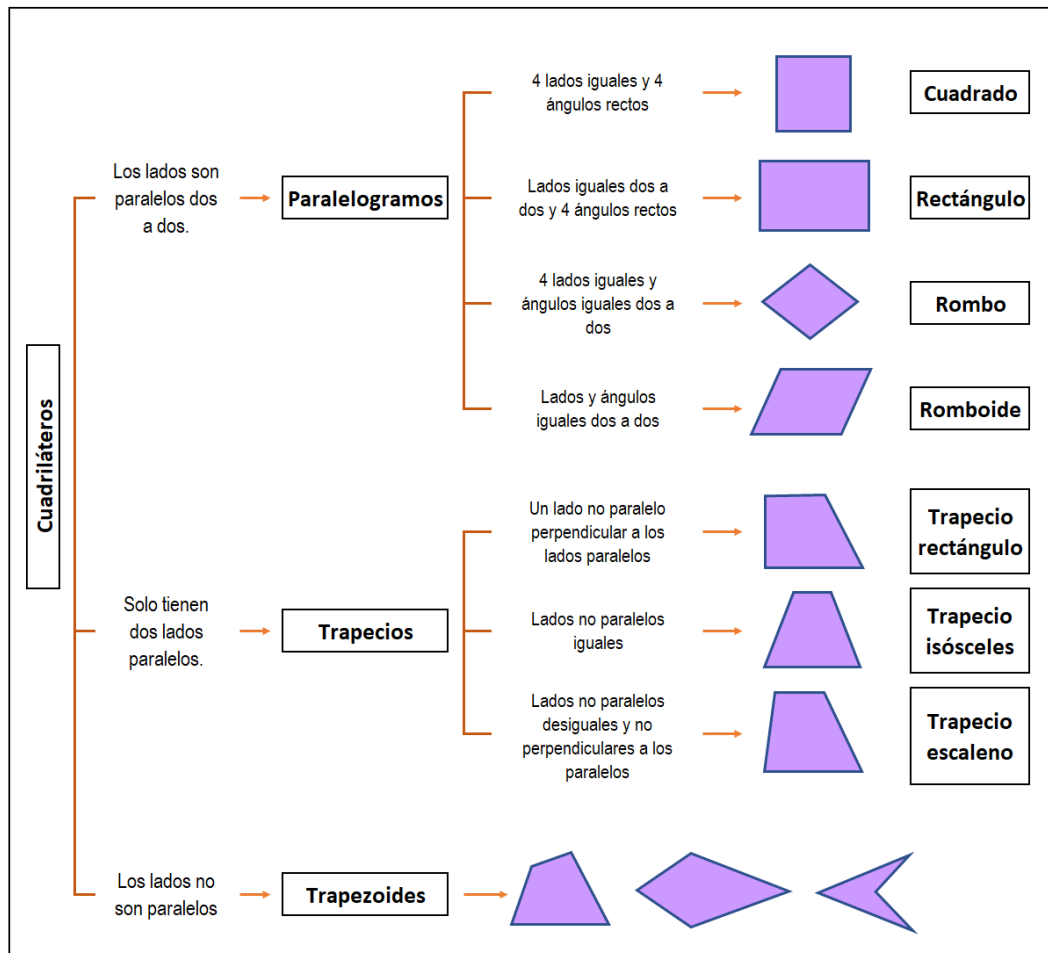 Cuadriláteros
Los lados son
paralelos dos
a dos.
Paralelogramos
4 lados iguales y 4
ángulos rectos
Cuadrado
Lados iguales dos a
dos y 4 ángulos rectos
Rectángulo
4 lados iguales y
ángulos iguales dos a
dos
Rombo
Lados y ángulos
iguales dos a dos
Romboide
Solo tienen
dos lados
paralelos.
Trapecios
Un lado no paralelo
perpendicular a los
lados paralelos
Trapecio
rectángulo
Lados no paralelos
iguales
Trapecio
isósceles
Lados no paralelos
desiguales y no
perpendiculares a los
paralelos
Trapecio
escaleno
Los lados no
son paralelos
Trapezoides